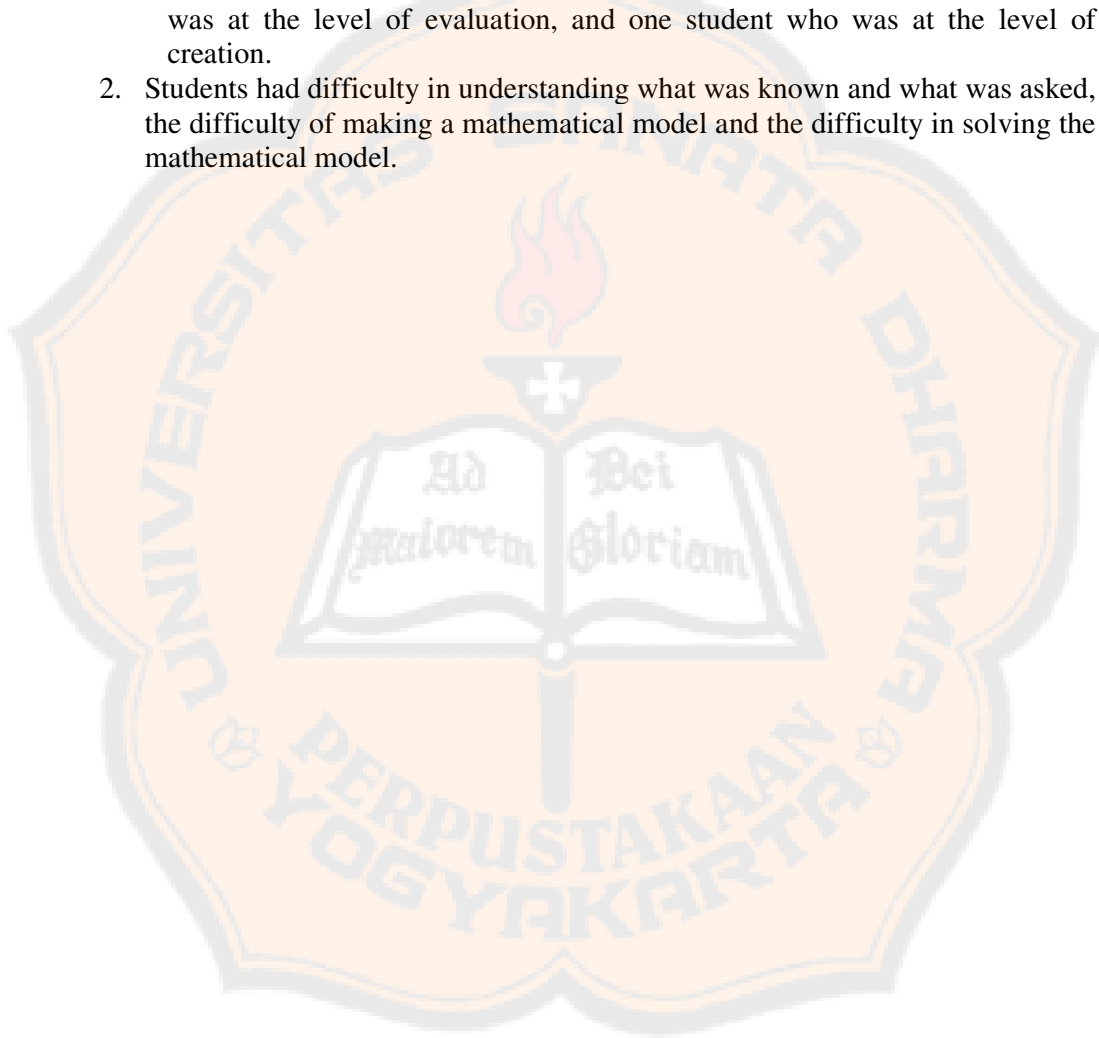 was at the level of evaluation, and one student who was at the level of
creation.
2. Students had difficulty in understanding what was known and what was asked,
the difficulty of making a mathematical model and the difficulty in solving the
mathematical model.
UNIVERSITAS SANATA DHARMA
Ad Dei
Maiorem Gloriam
PERPUSTAKAAN
YOGYAKARTA